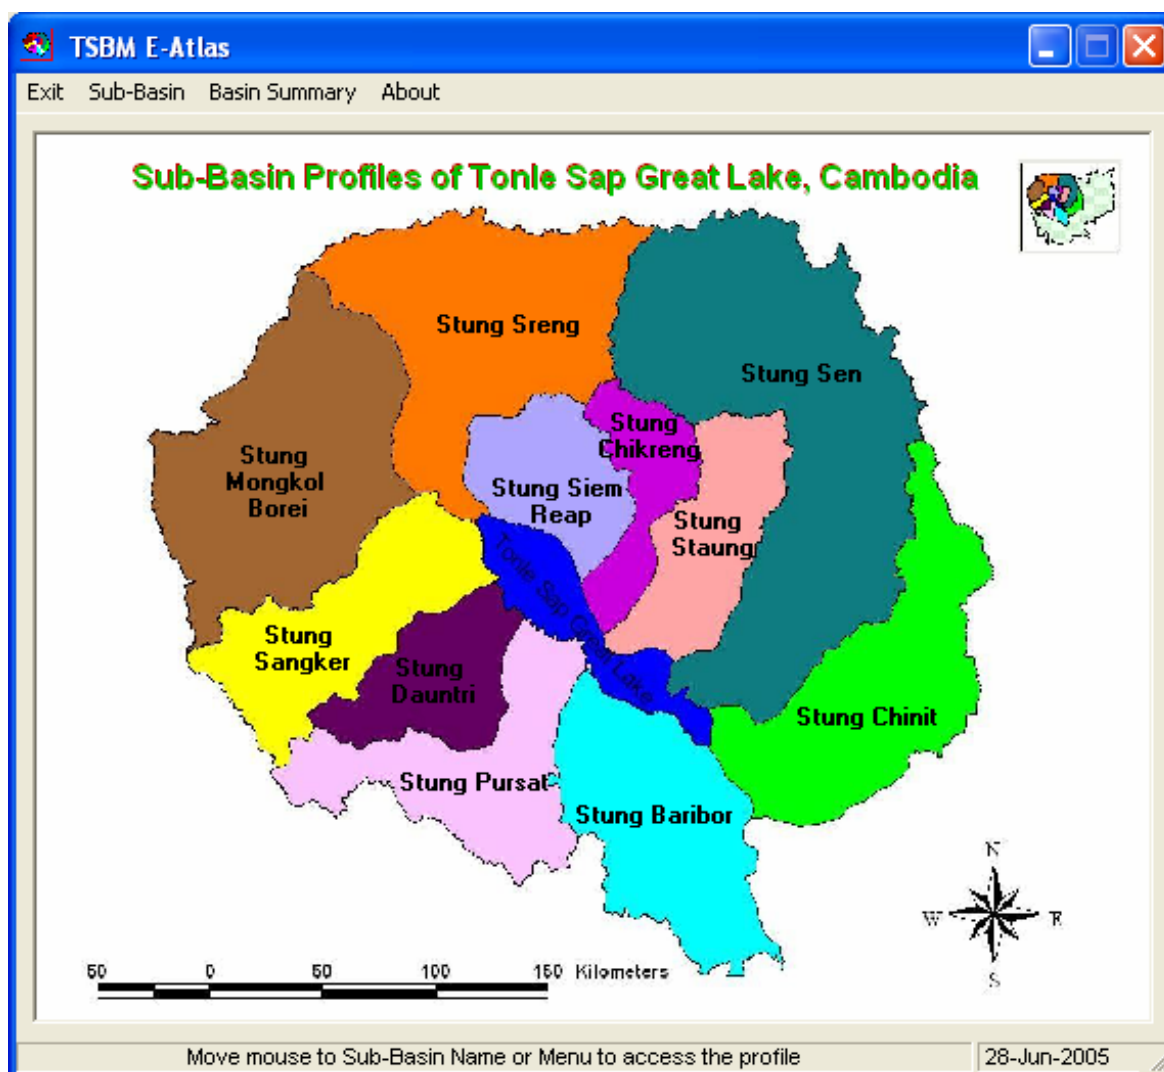 TSBM E-Atlas
Exit Sub-Basin Basin Summary About
Sub-Basin Profiles of Tonle Sap Great Lake, Cambodia
Stung Sreng
Stung Sen
Stung
Chikreng
Stung
Mongkol
Borei
Stung Siem
Reap
Stung
Staung
Tonle Sap Great Lake
Stung
Sangker
Stung
Dauntri
Stung Chinit
Stung Pursat
Stung Baribor
N
W E
S
50 0 50 100 150 Kilometers
Move mouse to Sub-Basin Name or Menu to access the profile 28-Jun-2005